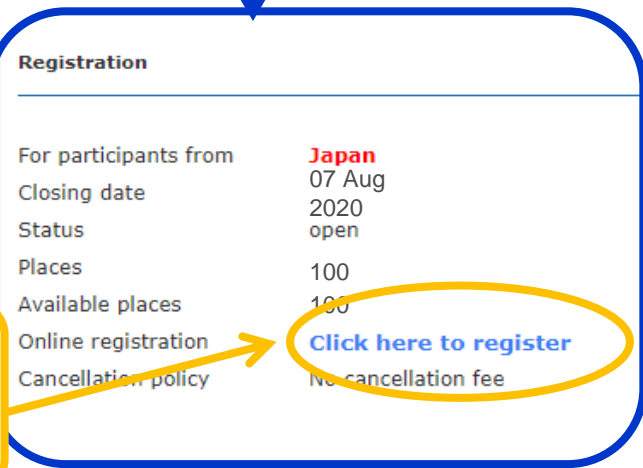 Registration
For participants from Japan
Closing date 07 Aug
2020
Status open
Places 100
Available places 100
Online registration Click here to register
Cancellation policy No cancellation fee